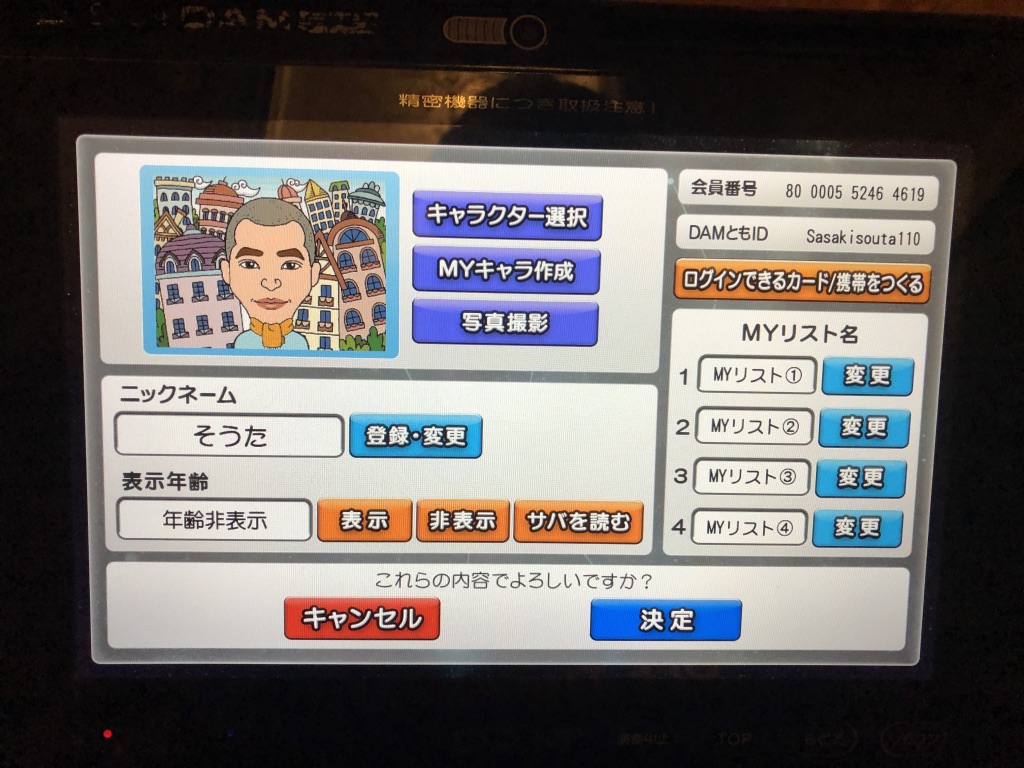 精密機器につき取扱注意!
キャラクター選択
MYキャラ作成
写真撮影
会員番号 80 0005 5246 4619
DAMともID Sasakisouta110
ログインできるカード/携帯をつくる
MYリスト名
1 MYリスト① 変更
2 MYリスト② 変更
3 MYリスト③ 変更
4 MYリスト④ 変更
ニックネーム
そうた 登録・変更
表示年齢
年齢非表示 表示 非表示 サバを読む
これらの内容でよろしいですか?
キャンセル 決定
TOP